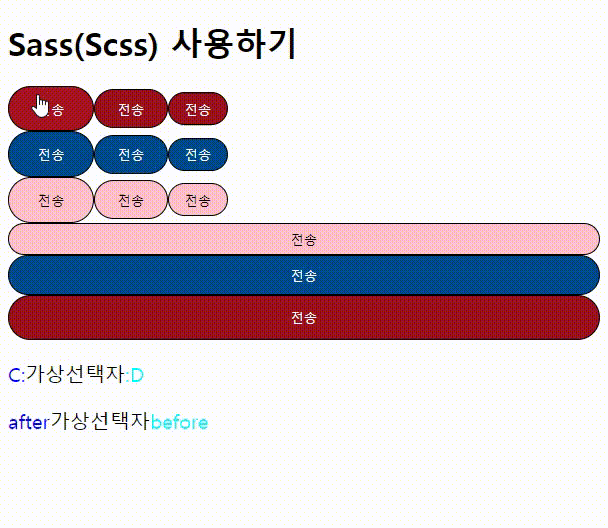 Sass(Scss) 사용하기
전송 전송 전송
전송 전송 전송
전송 전송 전송
전송
전송
전송
C:가상선택자:D
after가상선택자before